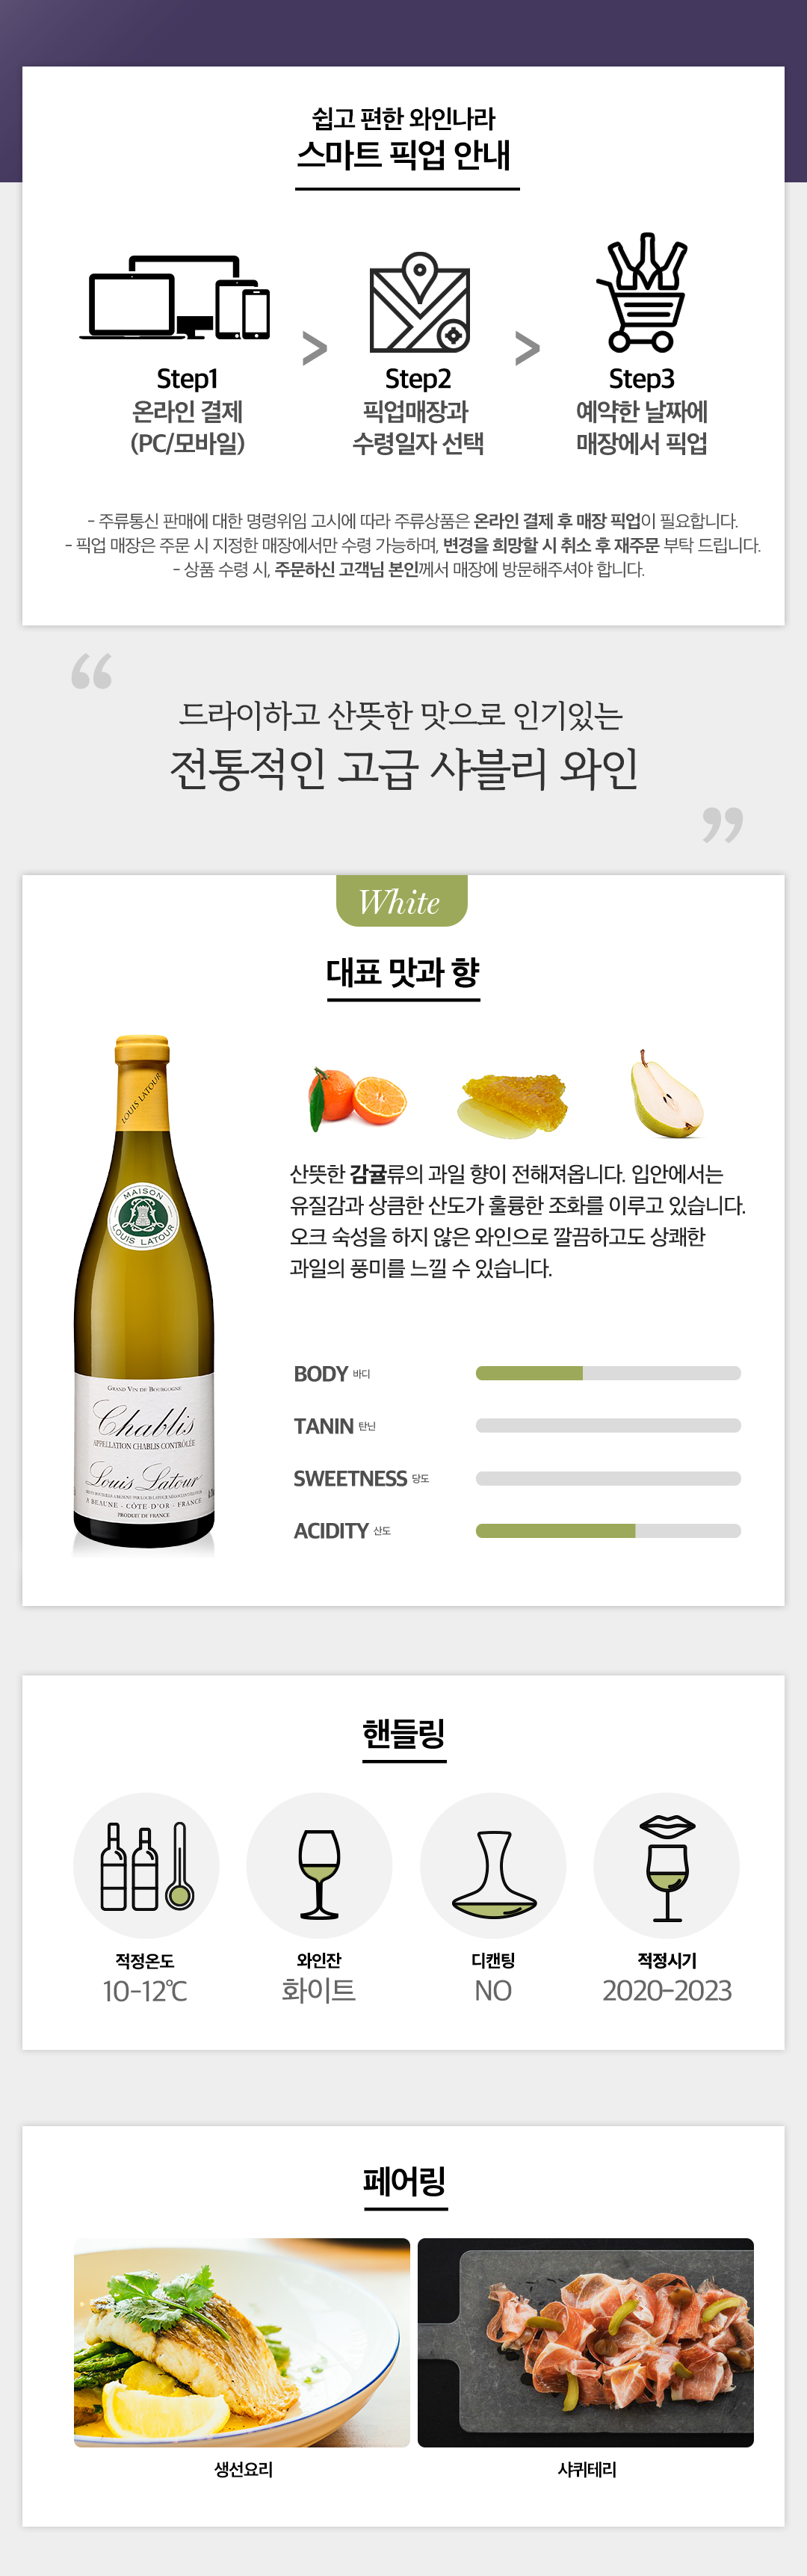 쉽고 편한 와인나라
스마트 픽업 안내
Step1
온라인 결제
(PC/모바일)
>
Step2
픽업매장과
수령일자 선택
>
Step3
예약한 날짜에
매장에서 픽업
- 주류통신 판매에 대한 명령위임 고시에 따라 주류상품은 온라인 결제 후 매장 픽업이 필요합니다.
- 픽업 매장은 주문 시 지정한 매장에서만 수령 가능하며, 변경을 희망할 시 취소 후 재주문 부탁 드립니다.
- 상품 수령 시, 주문하신 고객님 본인께서 매장에 방문해주셔야 합니다.
“
드라이하고 산뜻한 맛으로 인기있는
전통적인 고급 샤블리 와인
”
White
대표 맛과 향
LOUIS LATOUR
MAISON
LOUIS LATOUR
GRAND VIN DE BOURGOGNE
Chablis
APPELLATION CHABLIS CONTRÔLÉE
Louis Latour
A BEAUNE - CÔTE-D'OR - FRANCE
PRODUIT DE FRANCE
산뜻한 감귤류의 과일 향이 전해져옵니다. 입안에서는
유질감과 상큼한 산도가 훌륭한 조화를 이루고 있습니다.
오크 숙성을 하지 않은 와인으로 깔끔하고도 상쾌한
과일의 풍미를 느낄 수 있습니다.
BODY 바디
TANIN 탄닌
SWEETNESS 당도
ACIDITY 산도
핸들링
적정온도
10-12℃
와인잔
화이트
디캔팅
NO
적정시기
2020-2023
페어링
생선요리
샤퀴테리